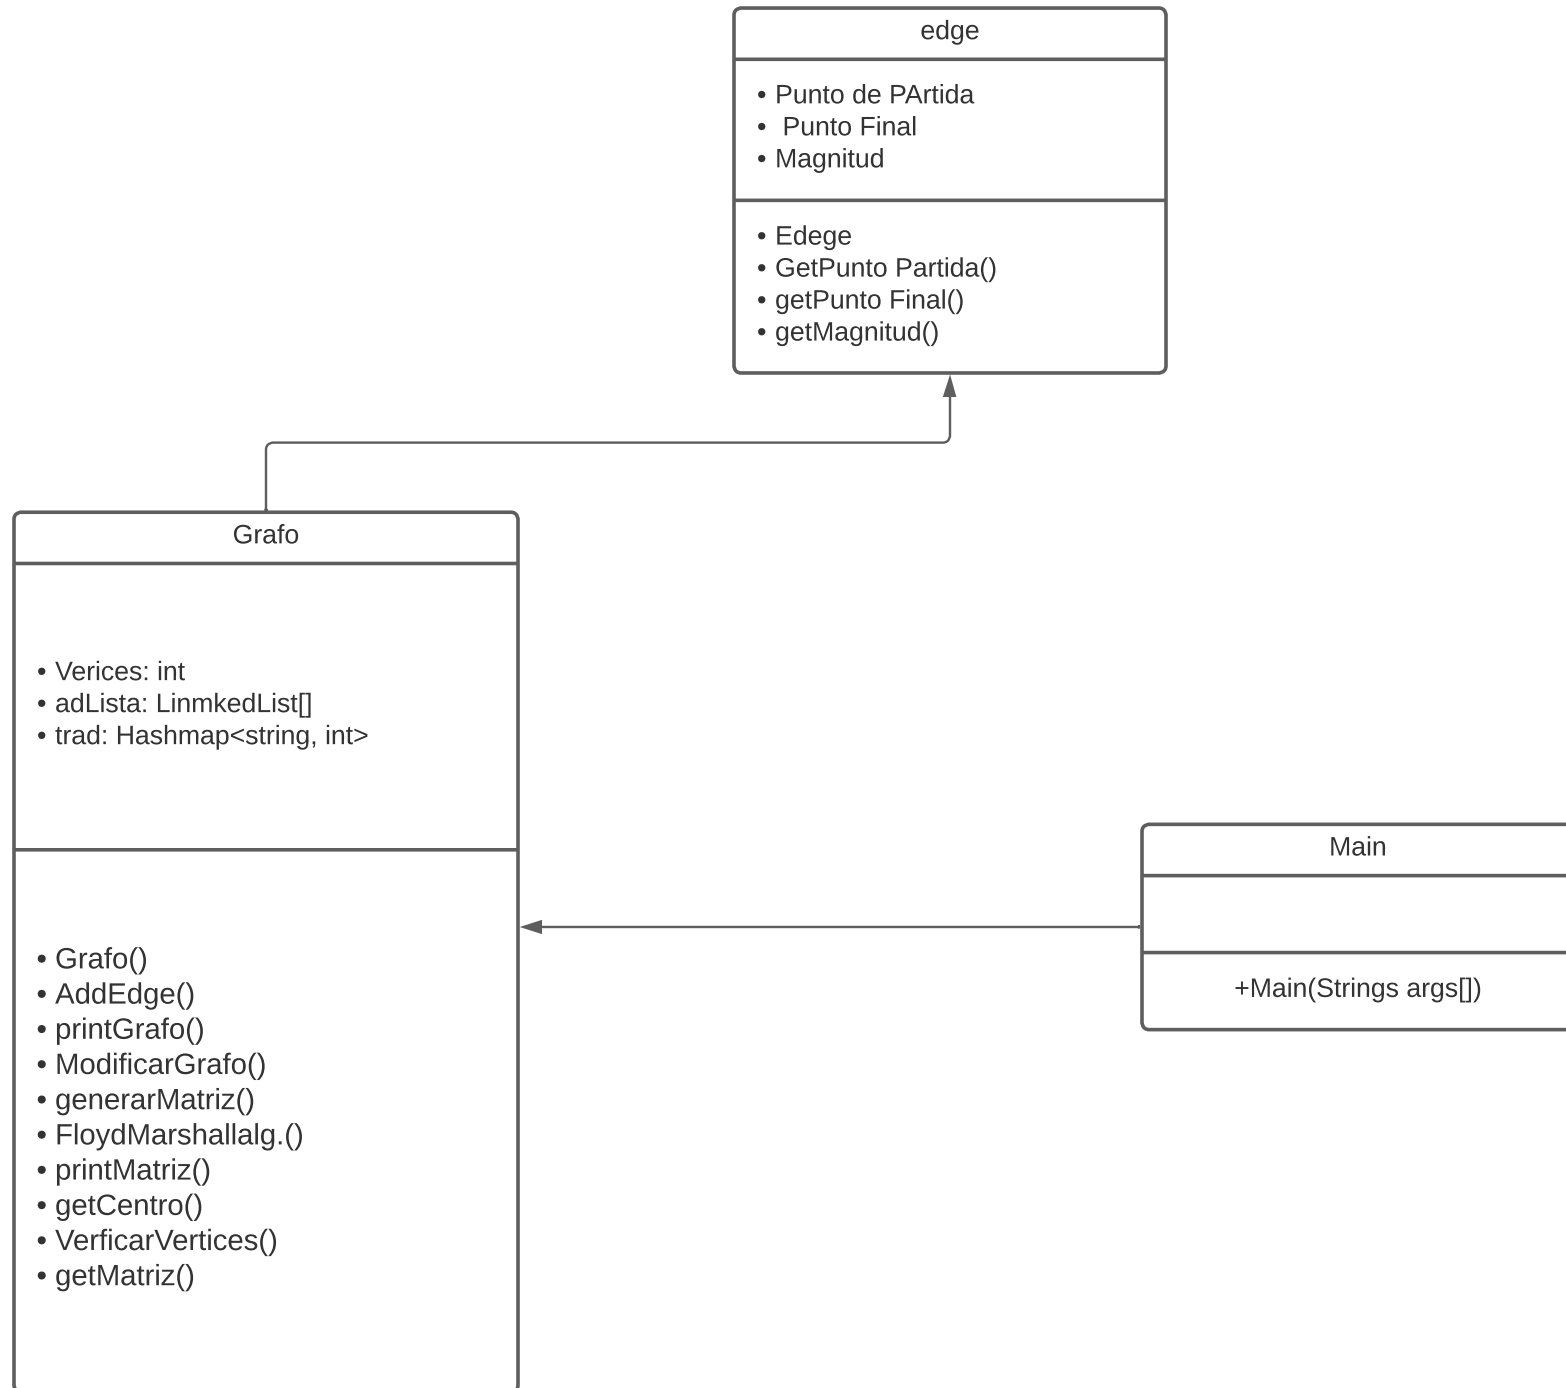 edge
• Punto de PArtida
• Punto Final
• Magnitud
• Edege
• GetPunto Partida()
• getPunto Final()
• getMagnitud()
Grafo
• Verices: int
• adLista: LinmkedList[]
• trad: Hashmap<string, int>
• Grafo()
• AddEdge()
• printGrafo()
• ModificarGrafo()
• generarMatriz()
• FloydMarshallalg.()
• printMatriz()
• getCentro()
• VerficarVertices()
• getMatriz()
Main
+Main(Strings args[])